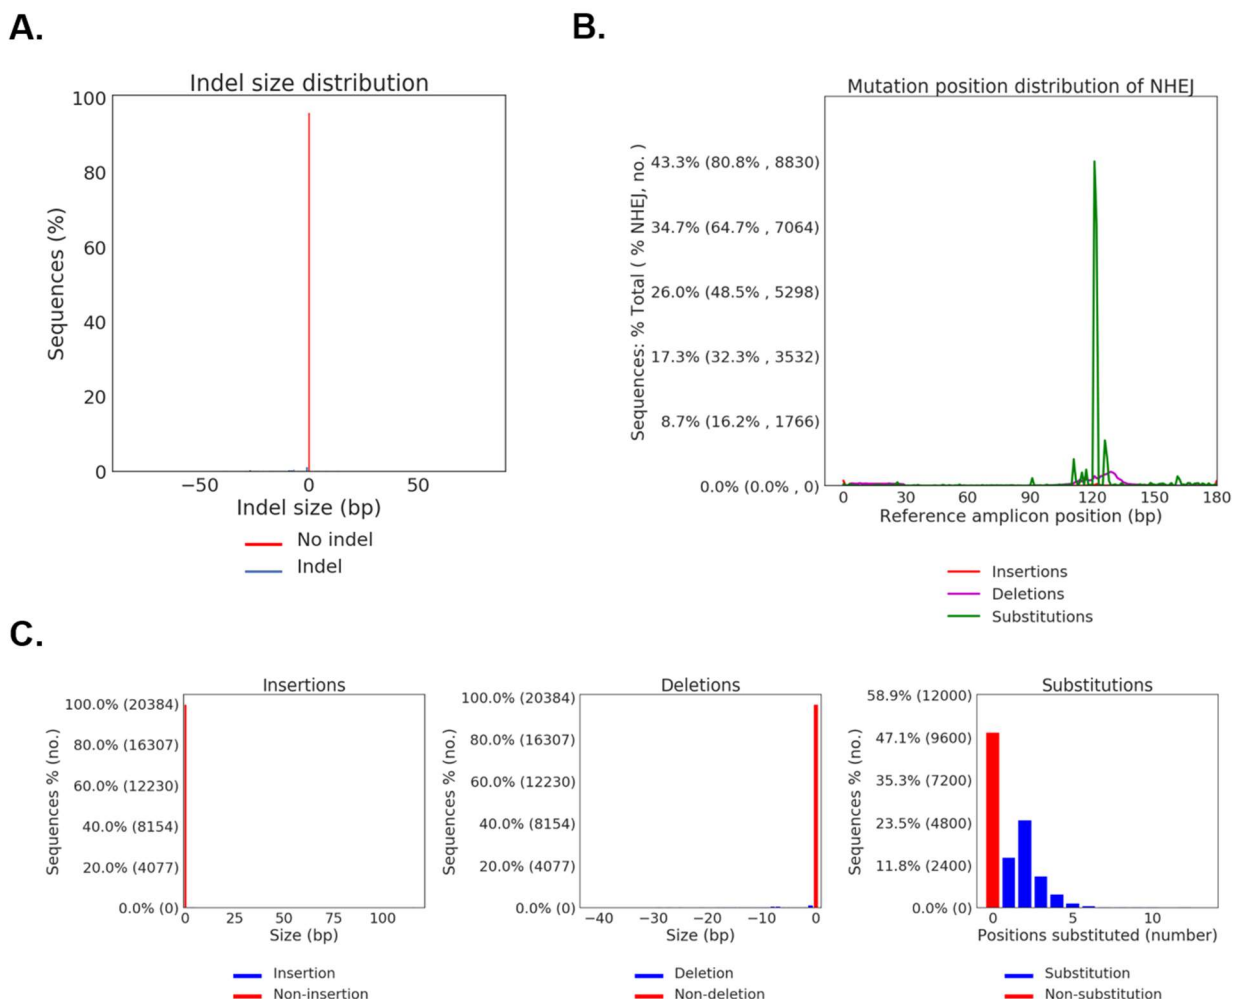 A.
Indel size distribution
Sequences (%)
100
80
60
40
20
0
−50 0 50
Indel size (bp)
No indel
Indel
B.
Mutation position distribution of NHEJ
Sequences: % Total ( % NHEJ, no. )
43.3% (80.8% , 8830)
34.7% (64.7% , 7064)
26.0% (48.5% , 5298)
17.3% (32.3% , 3532)
8.7% (16.2% , 1766)
0.0% (0.0% , 0)
0 30 60 90 120 150 180
Reference amplicon position (bp)
Insertions
Deletions
Substitutions
C.
Insertions
Sequences % (no.)
100.0% (20384)
80.0% (16307)
60.0% (12230)
40.0% (8154)
20.0% (4077)
0.0% (0)
0 25 50 75 100
Size (bp)
Insertion
Non-insertion
Deletions
Sequences % (no.)
100.0% (20384)
80.0% (16307)
60.0% (12230)
40.0% (8154)
20.0% (4077)
0.0% (0)
−40 −30 −20 −10 0
Size (bp)
Deletion
Non-deletion
Substitutions
Sequences % (no.)
58.9% (12000)
47.1% (9600)
35.3% (7200)
23.5% (4800)
11.8% (2400)
0.0% (0)
0 5 10
Positions substituted (number)
Substitution
Non-substitution